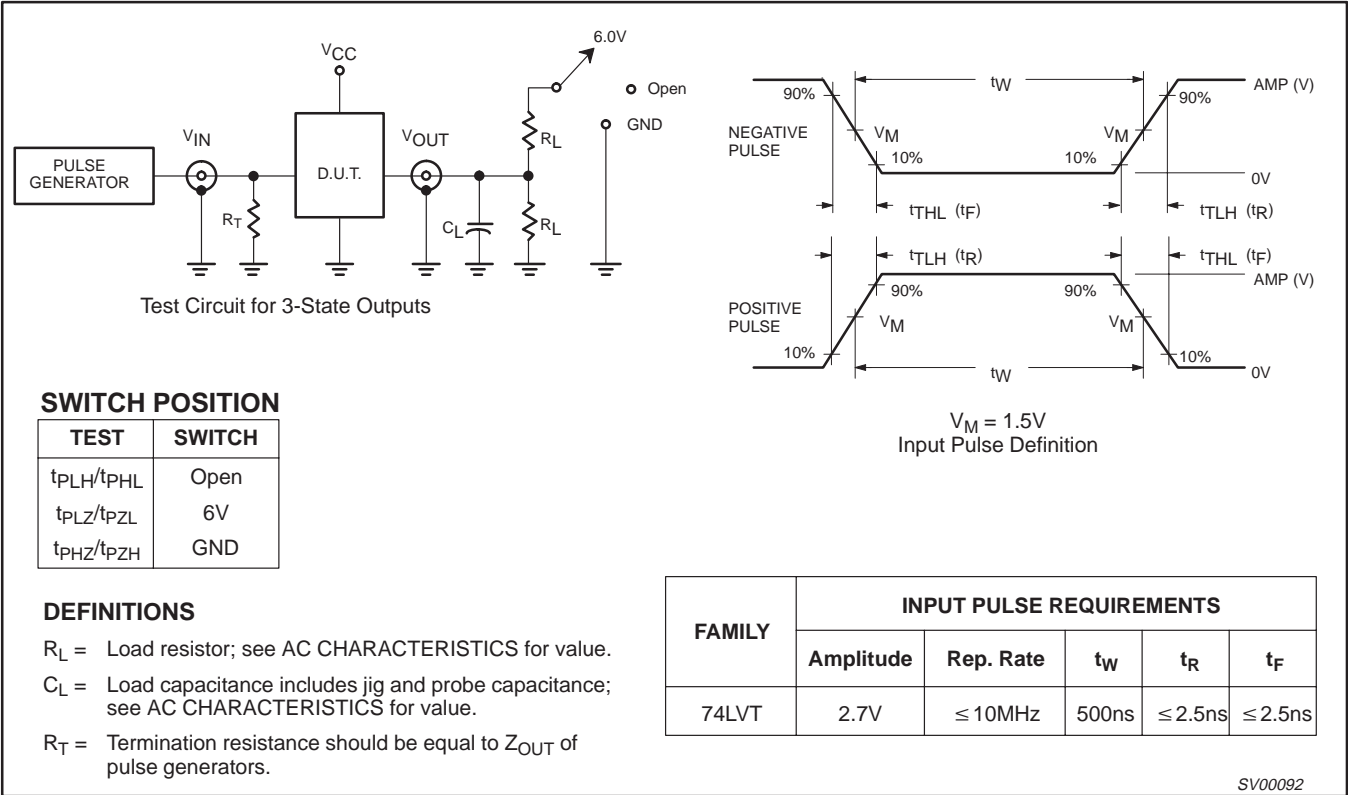 VCC
6.0V
Open
GND
VIN
VOUT
RL
PULSE
GENERATOR
D.U.T.
RT
CL
RL
Test Circuit for 3-State Outputs
tW
AMP (V)
90%
90%
NEGATIVE
PULSE
VM
VM
10%
10%
0V
tTHL (tF)
tTLH (tR)
tTLH (tR)
tTHL (tF)
AMP (V)
90%
90%
POSITIVE
PULSE
VM
VM
10%
10%
tW
0V
VM = 1.5V
Input Pulse Definition
SWITCH POSITION
TEST SWITCH
tPLH/tPHL Open
tPLZ/tPZL 6V
tPHZ/tPZH GND
DEFINITIONS
RL = Load resistor; see AC CHARACTERISTICS for value.
CL = Load capacitance includes jig and probe capacitance;
see AC CHARACTERISTICS for value.
RT = Termination resistance should be equal to ZOUT of
pulse generators.
FAMILY
INPUT PULSE REQUIREMENTS
Amplitude Rep. Rate tW tR tF
74LVT 2.7V ≤10MHz 500ns ≤2.5ns ≤2.5ns
SV00092